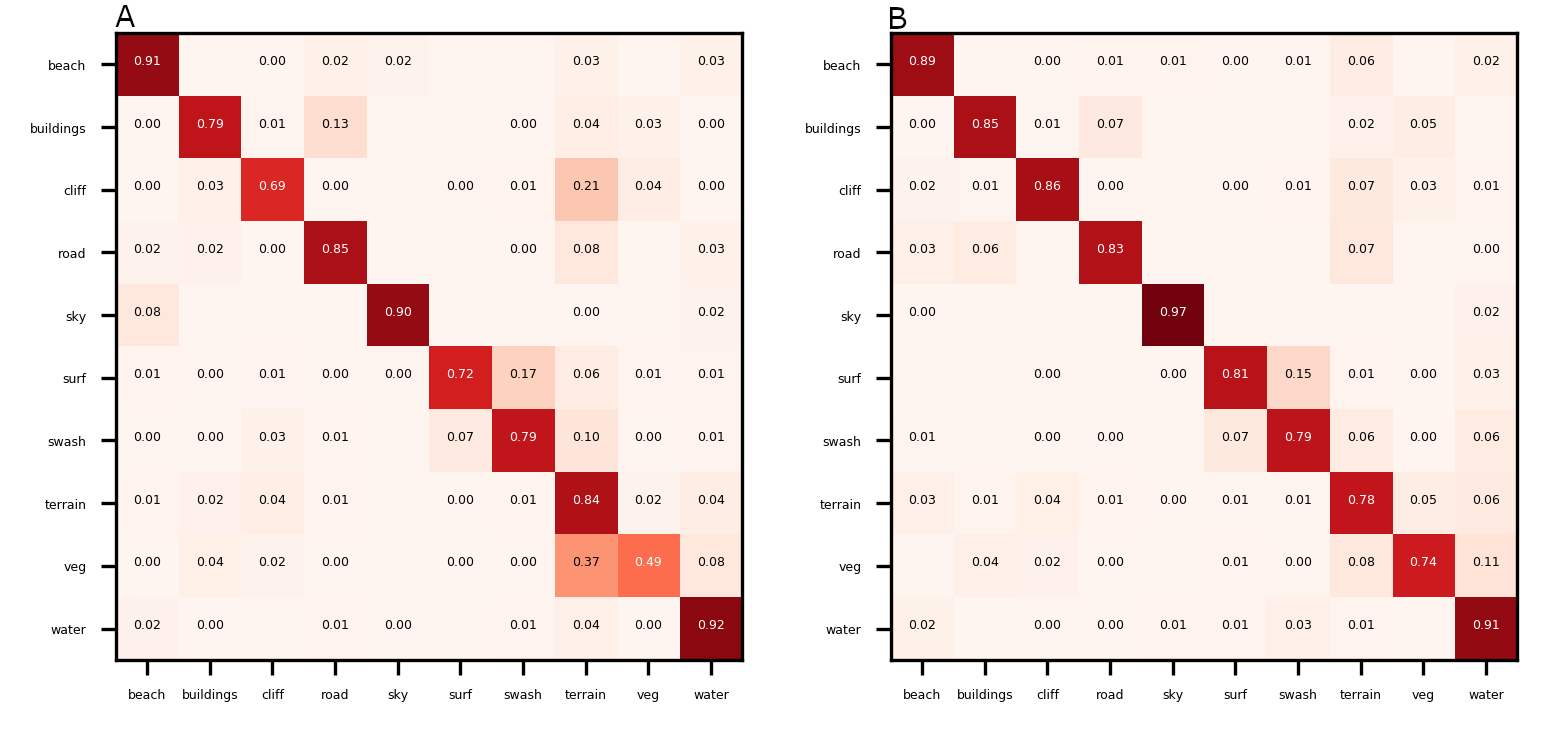 A
beach 0.91 0.00 0.02 0.02 0.03 0.03
buildings 0.00 0.79 0.01 0.13 0.00 0.04 0.03 0.00
cliff 0.00 0.03 0.69 0.00 0.00 0.01 0.21 0.04 0.00
road 0.02 0.02 0.00 0.85 0.00 0.08 0.03
sky 0.08 0.90 0.00 0.02
surf 0.01 0.00 0.01 0.00 0.00 0.72 0.17 0.06 0.01 0.01
swash 0.00 0.00 0.03 0.01 0.07 0.79 0.10 0.00 0.01
terrain 0.01 0.02 0.04 0.01 0.00 0.01 0.84 0.02 0.04
veg 0.00 0.04 0.02 0.00 0.00 0.00 0.37 0.49 0.08
water 0.02 0.00 0.01 0.00 0.01 0.04 0.00 0.92
beach buildings cliff road sky surf swash terrain veg water
B
beach 0.89 0.00 0.01 0.01 0.00 0.01 0.06 0.02
buildings 0.00 0.85 0.01 0.07 0.02 0.05
cliff 0.02 0.01 0.86 0.00 0.00 0.01 0.07 0.03 0.01
road 0.03 0.06 0.83 0.07 0.00
sky 0.00 0.97 0.02
surf 0.00 0.00 0.81 0.15 0.01 0.00 0.03
swash 0.01 0.00 0.00 0.07 0.79 0.06 0.00 0.06
terrain 0.03 0.01 0.04 0.01 0.00 0.01 0.01 0.78 0.05 0.06
veg 0.04 0.02 0.00 0.01 0.00 0.08 0.74 0.11
water 0.02 0.00 0.00 0.01 0.01 0.03 0.01 0.91
beach buildings cliff road sky surf swash terrain veg water